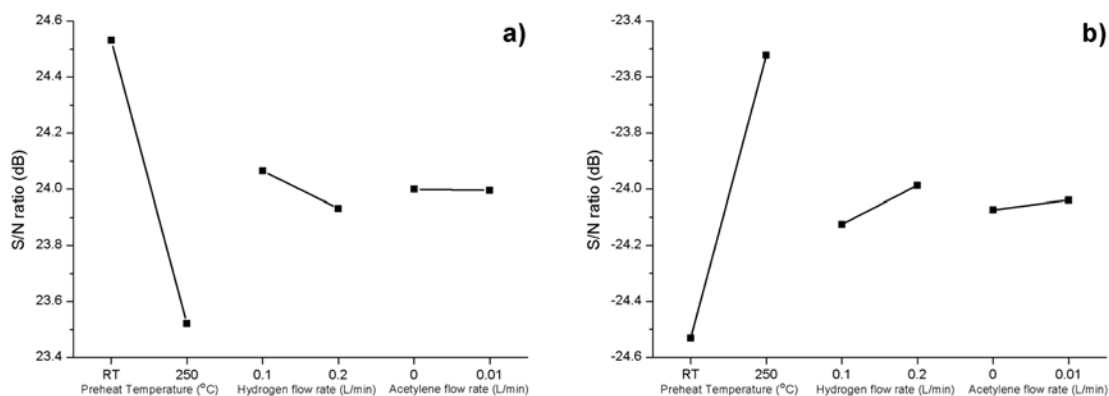 a)
24.6
24.4
24.2
24.0
23.8
23.6
23.4
S/N ratio (dB)
RT 250 0.1 0.2 0 0.01
Preheat Temperature (°C) Hydrogen flow rate (L/min) Acetylene flow rate (L/min)
b)
-23.4
-23.6
-23.8
-24.0
-24.2
-24.4
-24.6
S/N ratio (dB)
RT 250 0.1 0.2 0 0.01
Preheat Temperature (°C) Hydrogen flow rate (L/min) Acetylene flow rate (L/min)